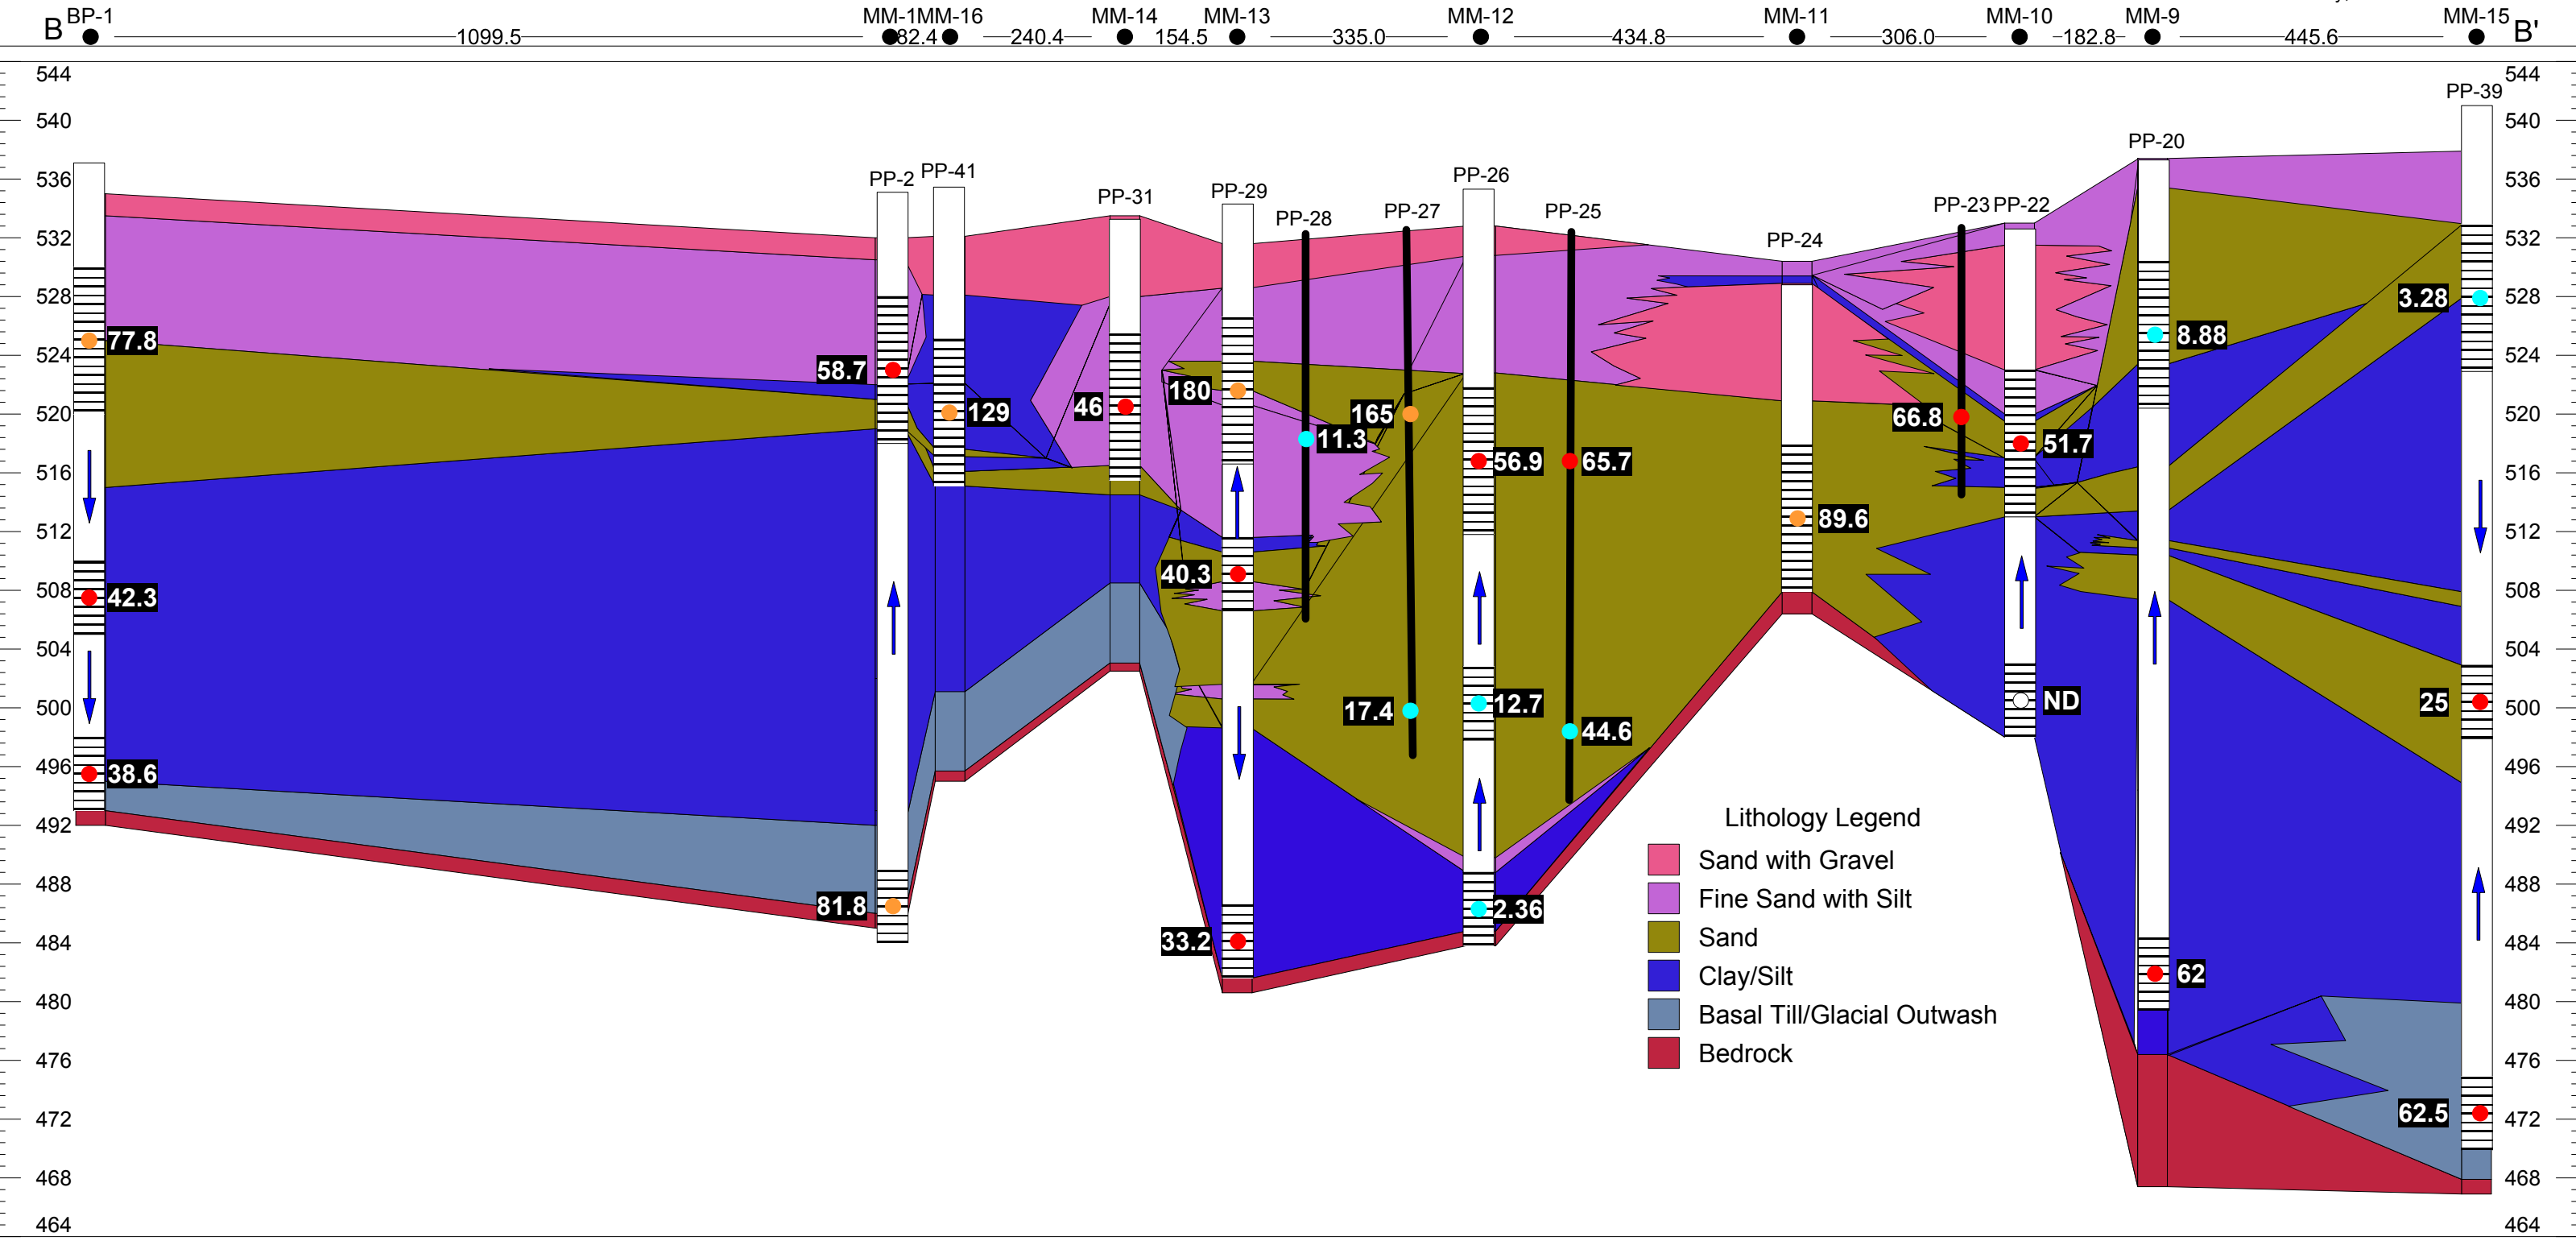 B BP-1 MM-1 MM-16 MM-14 MM-13 MM-12 MM-11 MM-10 MM-9 MM-15 B'
1099.5 82.4 240.4 154.5 335.0 434.8 306.0 182.8 445.6
544 544
PP-39
540 540
PP-20
536 PP-2 PP-41 PP-31 PP-29 PP-28 PP-27 PP-26 PP-25 PP-24 PP-23 PP-22 536
532 532
528 3.28 528
524 77.8 58.7 8.88 524
520 129 46 180 11.3 165 66.8 51.7 520
516 56.9 65.7 516
512 89.6 512
508 42.3 40.3 508
504 504
500 17.4 12.7 44.6 ND 25 500
496 38.6 496
492 Lithology Legend 492
Sand with Gravel
488 81.8 2.36 Fine Sand with Silt 488
484 33.2 Sand 484
480 Clay/Silt 62 480
Basal Till/Glacial Outwash
476 Bedrock 476
472 62.5 472
468 468
464 464